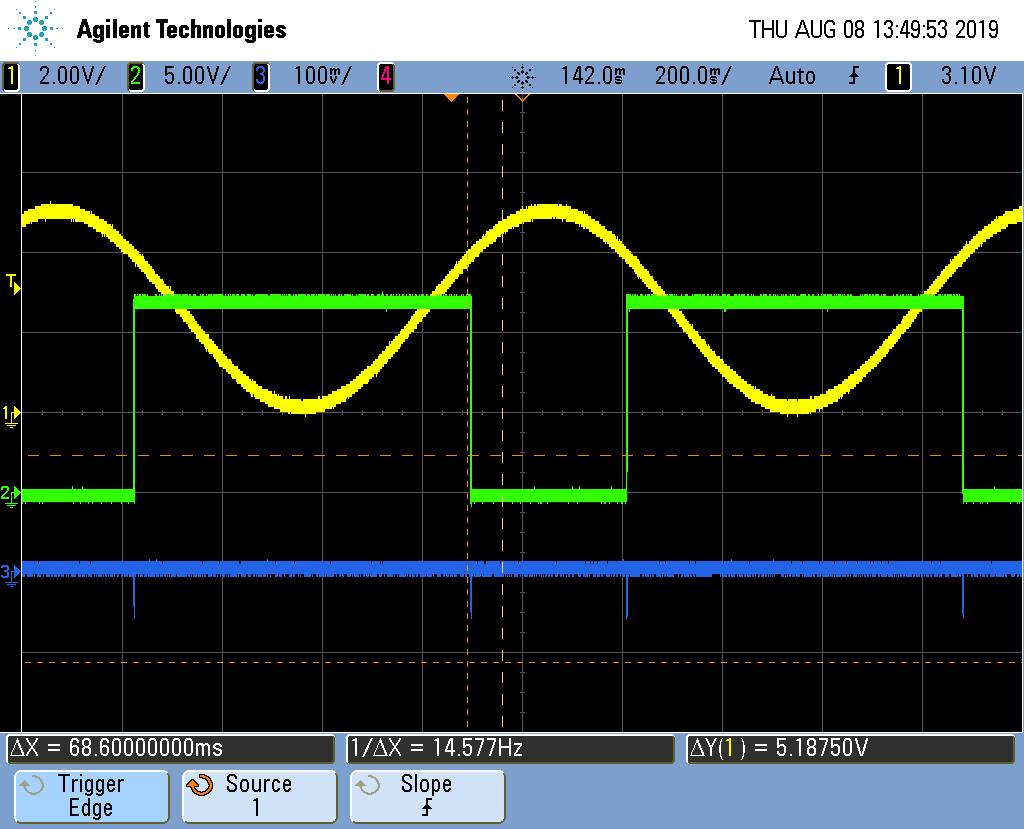 Agilent Technologies THU AUG 08 13:49:53 2019
1 2.00V/ 2 5.00V/ 3 100mV/ 4 142.0ms 200.0ms/ Auto 1 3.10V
T
1
2
3
ΔX = 68.60000000ms 1/ΔX = 14.577Hz ΔY(1) = 5.18750V
Trigger Source Slope
Edge 1